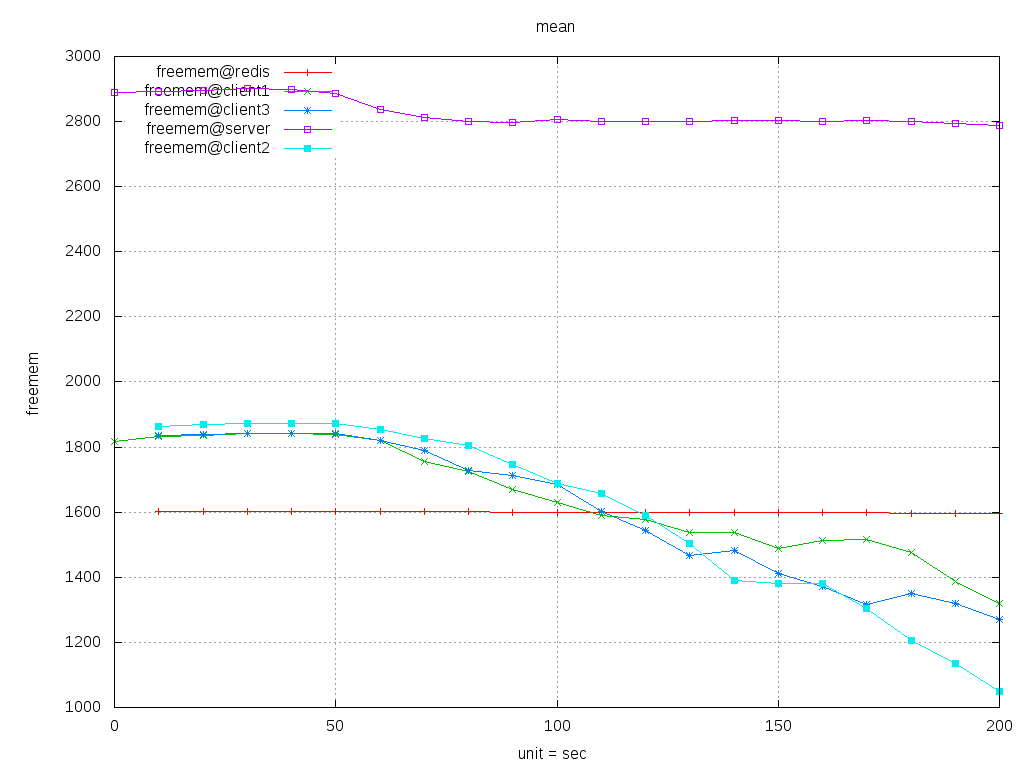 mean
3000
2800
2600
2400
2200
2000
1800
1600
1400
1200
1000
freemem
freemem@redis
freemem@client1
freemem@client3
freemem@server
freemem@client2
0
50
100
150
200
unit = sec